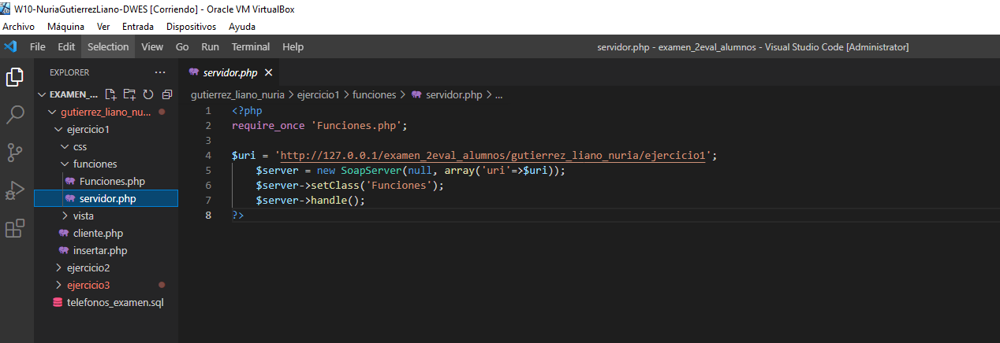 W10-NuriaGutierrezLiano-DWES [Corriendo] - Oracle VM VirtualBox
Archivo Máquina Ver Entrada Dispositivos Ayuda
File Edit Selection View Go Run Terminal Help servidor.php - examen_2eval_alumnos - Visual Studio Code [Administrator]
EXPLORER ···
EXAMEN_...
gutierrez_liano_nu...
ejercicio1
css
funciones
Funciones.php
servidor.php
vista
cliente.php
insertar.php
ejercicio2
ejercicio3
telefonos_examen.sql
servidor.php
gutierrez_liano_nuria > ejercicio1 > funciones > servidor.php > ...
1 <?php
2 require_once 'Funciones.php';
3
4 $uri = 'http://127.0.0.1/examen_2eval_alumnos/gutierrez_liano_nuria/ejercicio1';
5 $server = new SoapServer(null, array('uri'=>$uri));
6 $server->setClass('Funciones');
7 $server->handle();
8 ?>